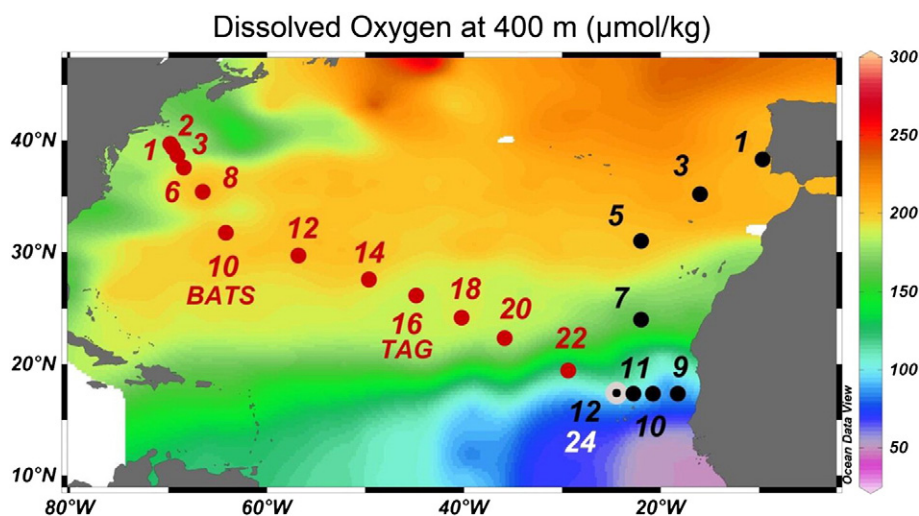 Dissolved Oxygen at 400 m (µmol/kg)
40°N
30°N
20°N
10°N
80°W
60°W
40°W
20°W
1
2
3
6
8
10
BATS
12
14
16
TAG
18
20
22
24
1
3
5
7
9
10
11
12
300
250
200
150
100
50
Ocean Data View